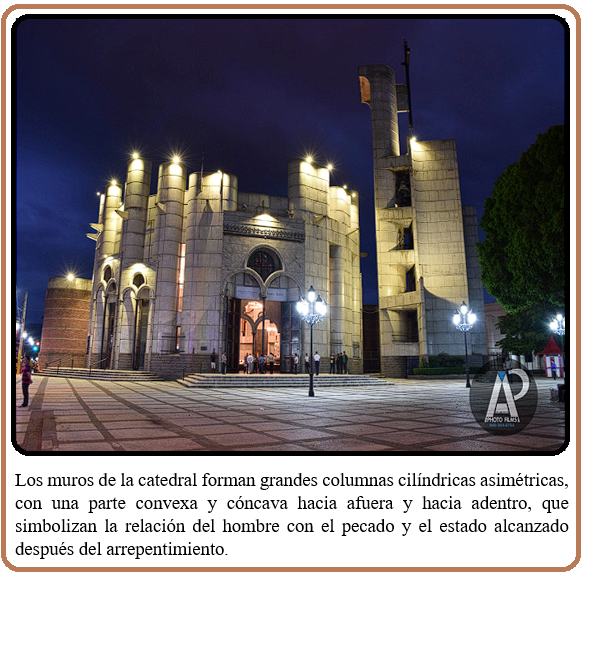 AP
PHOTO FILMS
Los muros de la catedral forman grandes columnas cilíndricas asimétricas,
con una parte convexa y cóncava hacia afuera y hacia adentro, que
simbolizan la relación del hombre con el pecado y el estado alcanzado
después del arrepentimiento.